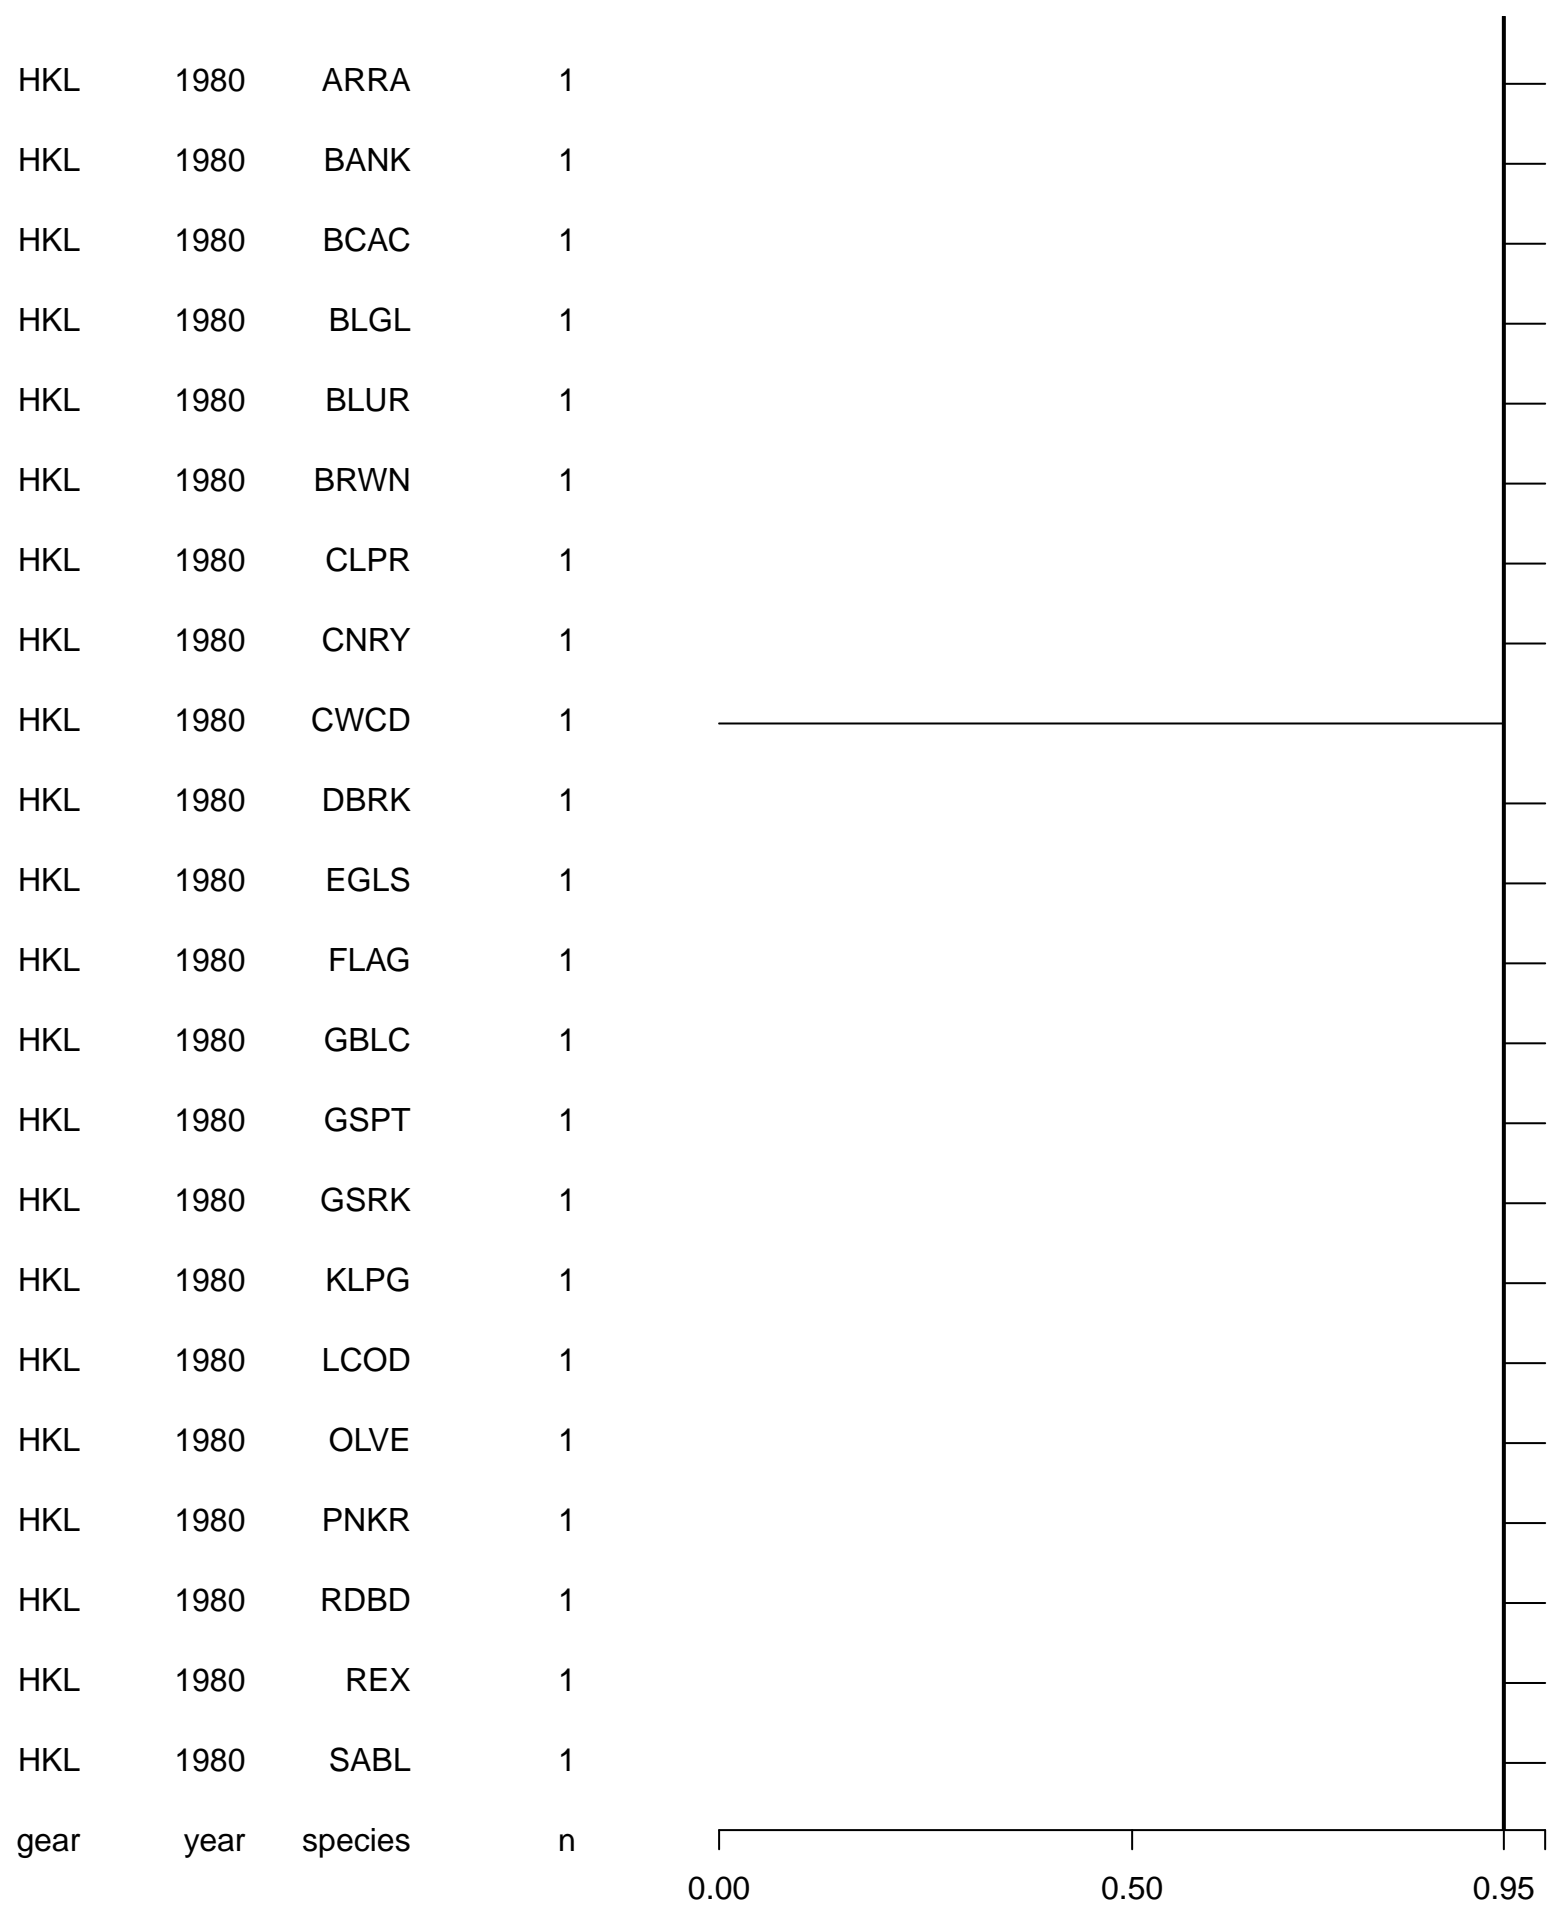 HKL 1980 ARRA 1
HKL 1980 BANK 1
HKL 1980 BCAC 1
HKL 1980 BLGL 1
HKL 1980 BLUR 1
HKL 1980 BRWN 1
HKL 1980 CLPR 1
HKL 1980 CNRY 1
HKL 1980 CWCD 1
HKL 1980 DBRK 1
HKL 1980 EGLS 1
HKL 1980 FLAG 1
HKL 1980 GBLC 1
HKL 1980 GSPT 1
HKL 1980 GSRK 1
HKL 1980 KLPG 1
HKL 1980 LCOD 1
HKL 1980 OLVE 1
HKL 1980 PNKR 1
HKL 1980 RDBD 1
HKL 1980 REX 1
HKL 1980 SABL 1
gear year species n
0.00 0.50 0.95